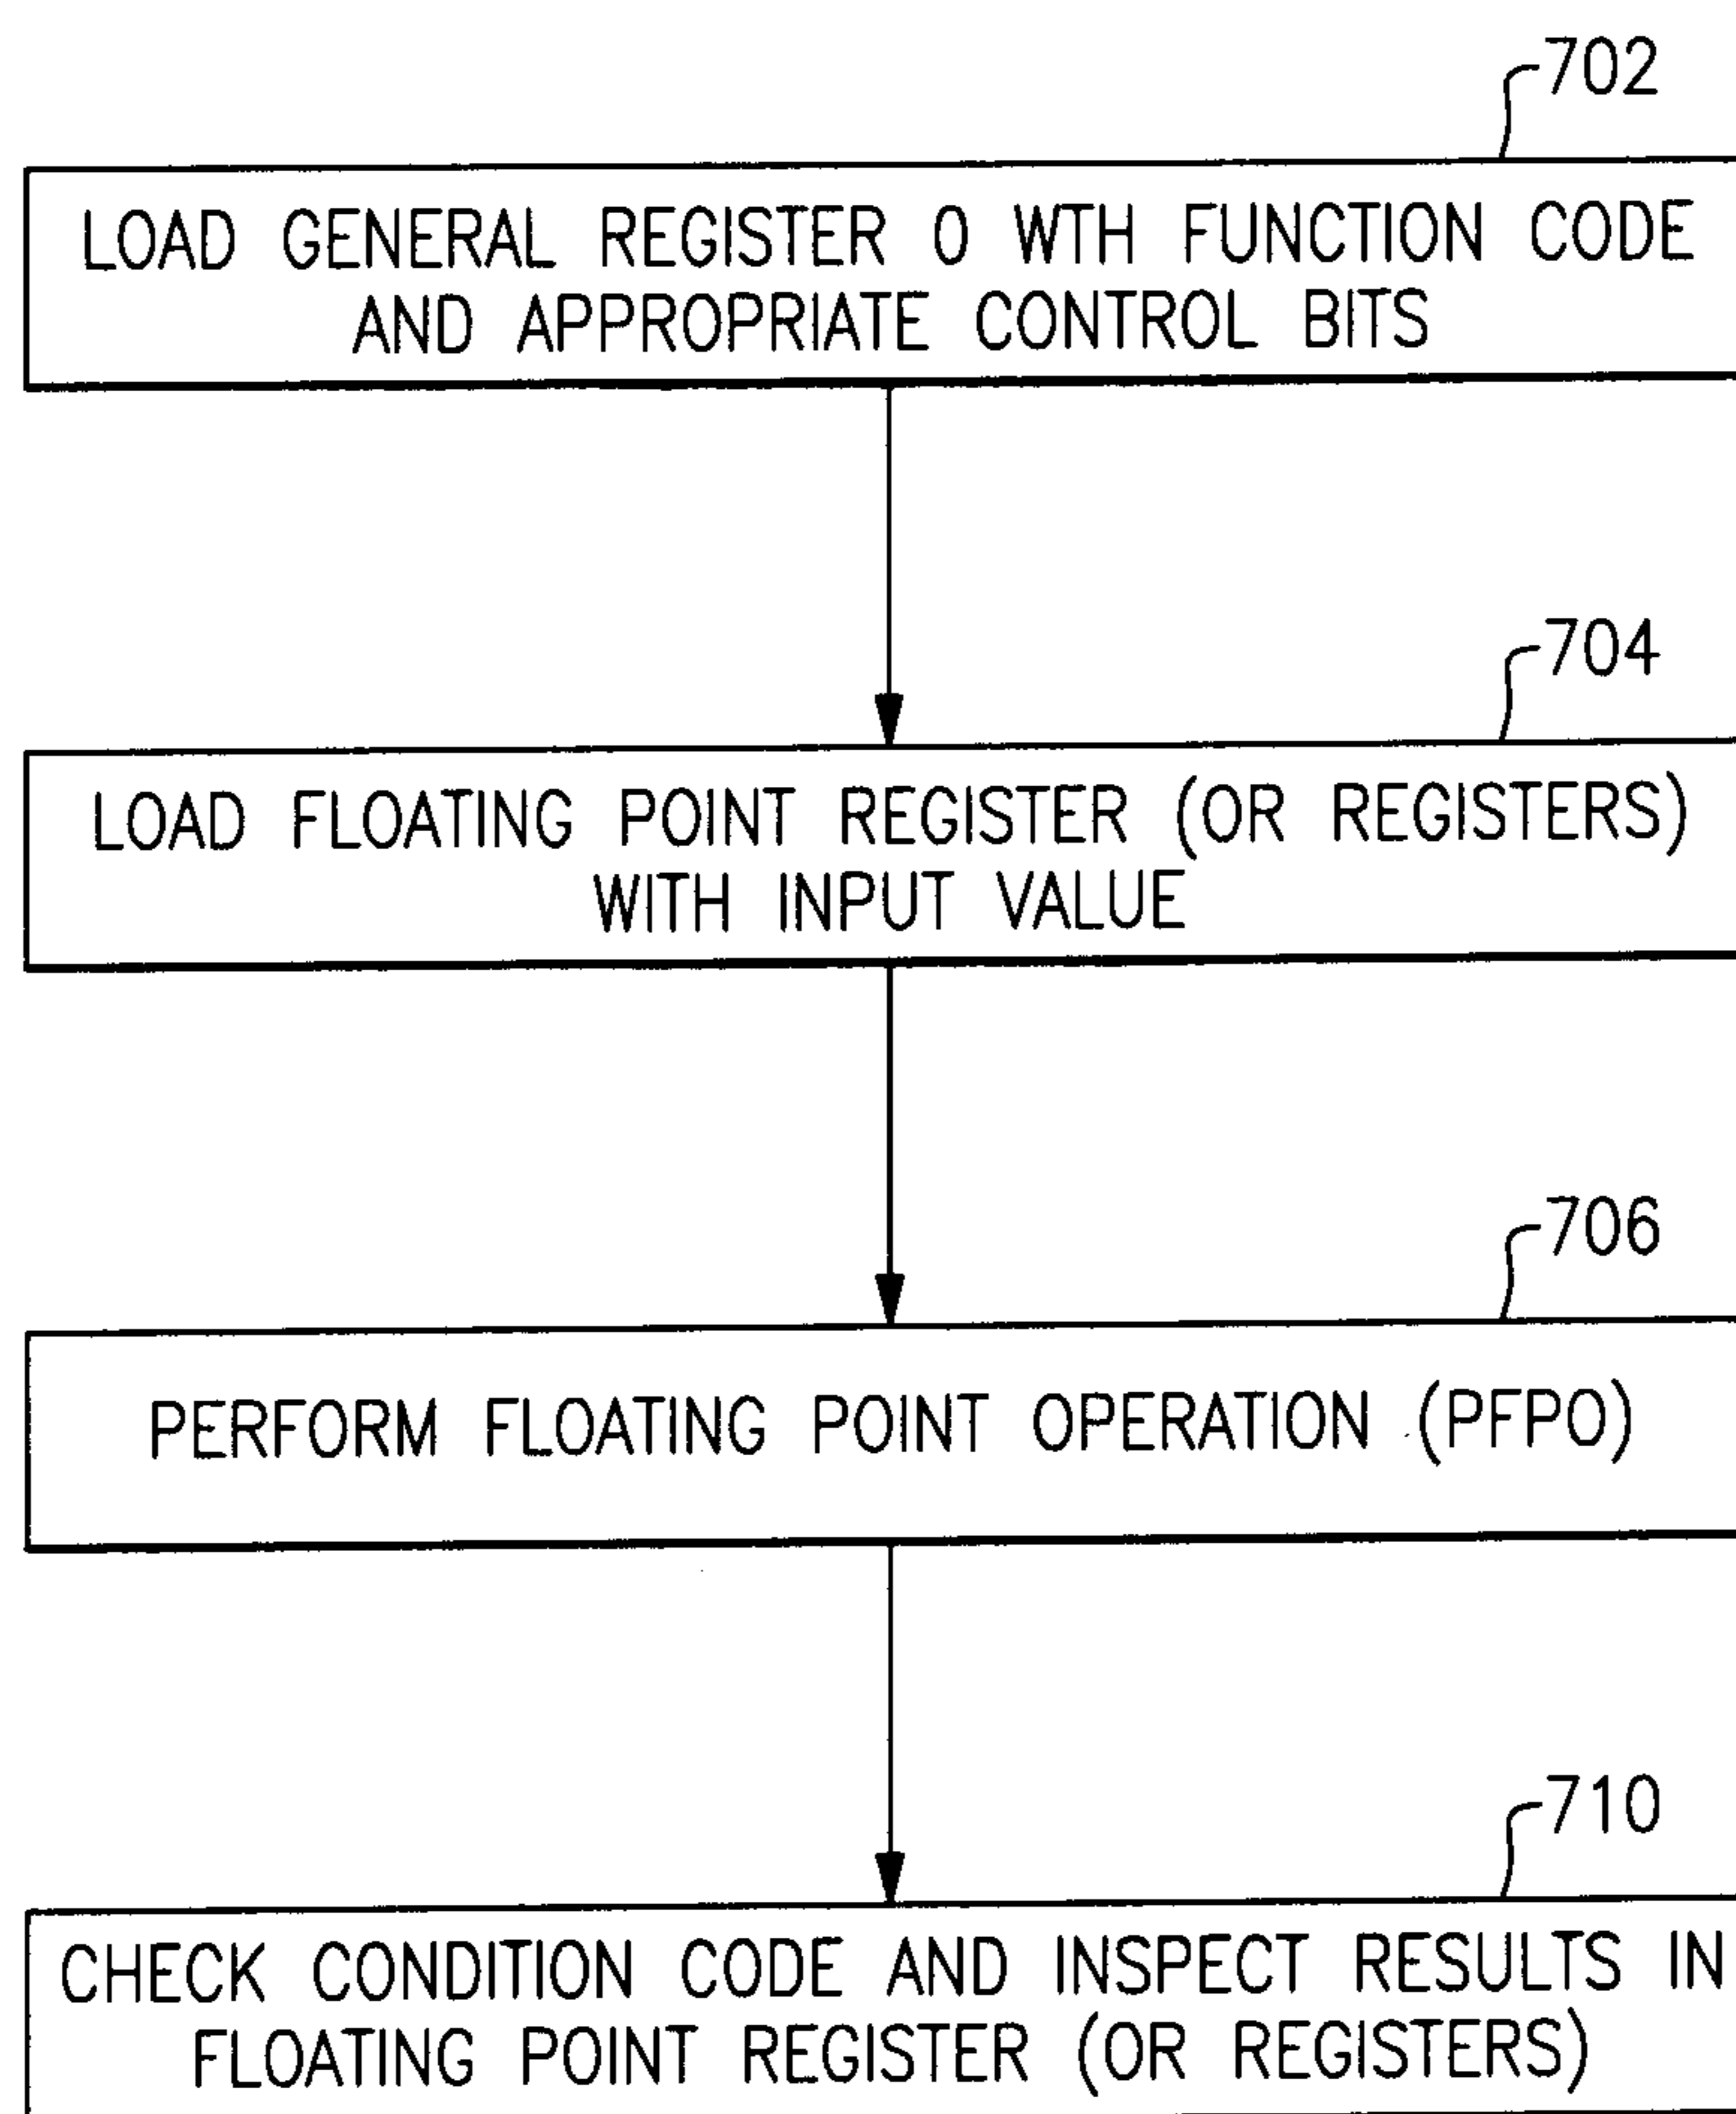 702
LOAD GENERAL REGISTER 0 WTH FUNCTION CODE
AND APPROPRIATE CONTROL BITS
704
LOAD FLOATING POINT REGISTER (OR REGISTERS)
WITH INPUT VALUE
706
PERFORM FLOATING POINT OPERATION (PFPO)
710
CHECK CONDITION CODE AND INSPECT RESULTS IN
FLOATING POINT REGISTER (OR REGISTERS)